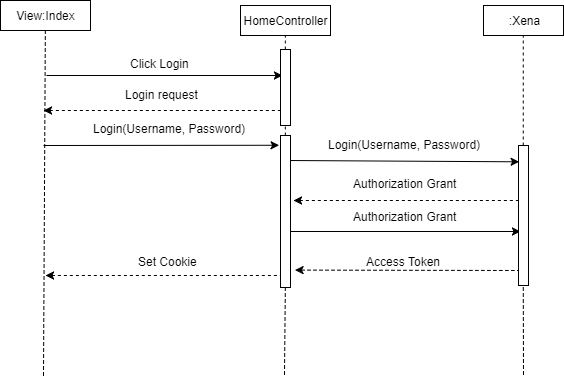 View:Index
HomeController
:Xena
Click Login
Login request
Login(Username, Password)
Login(Username, Password)
Authorization Grant
Authorization Grant
Access Token
Set Cookie